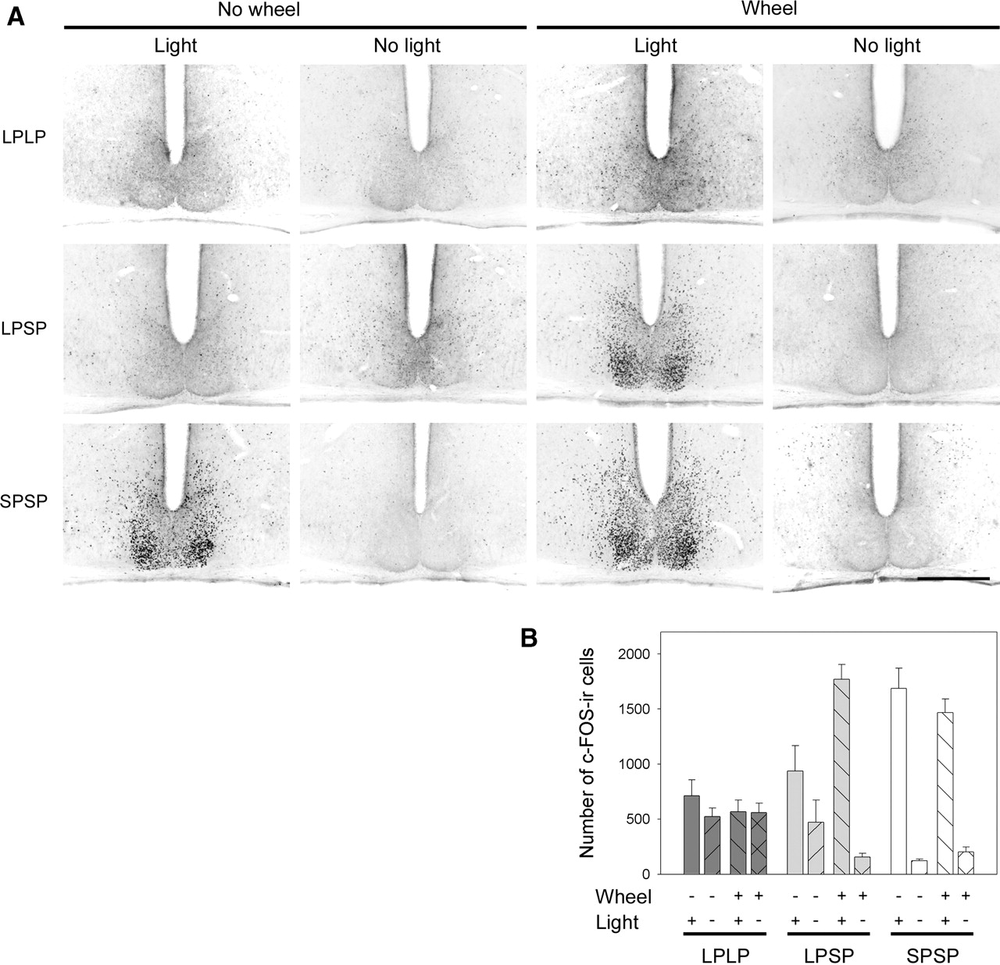 A
No wheel
Wheel
Light
No light
Light
No light
LPLP
LPSP
SPSP
B
Number of c-FOS-ir cells
2000
1500
1000
500
0
Wheel - - + + - - + + - - + +
Light + - + - + - + - + - + -
LPLP LPSP SPSP